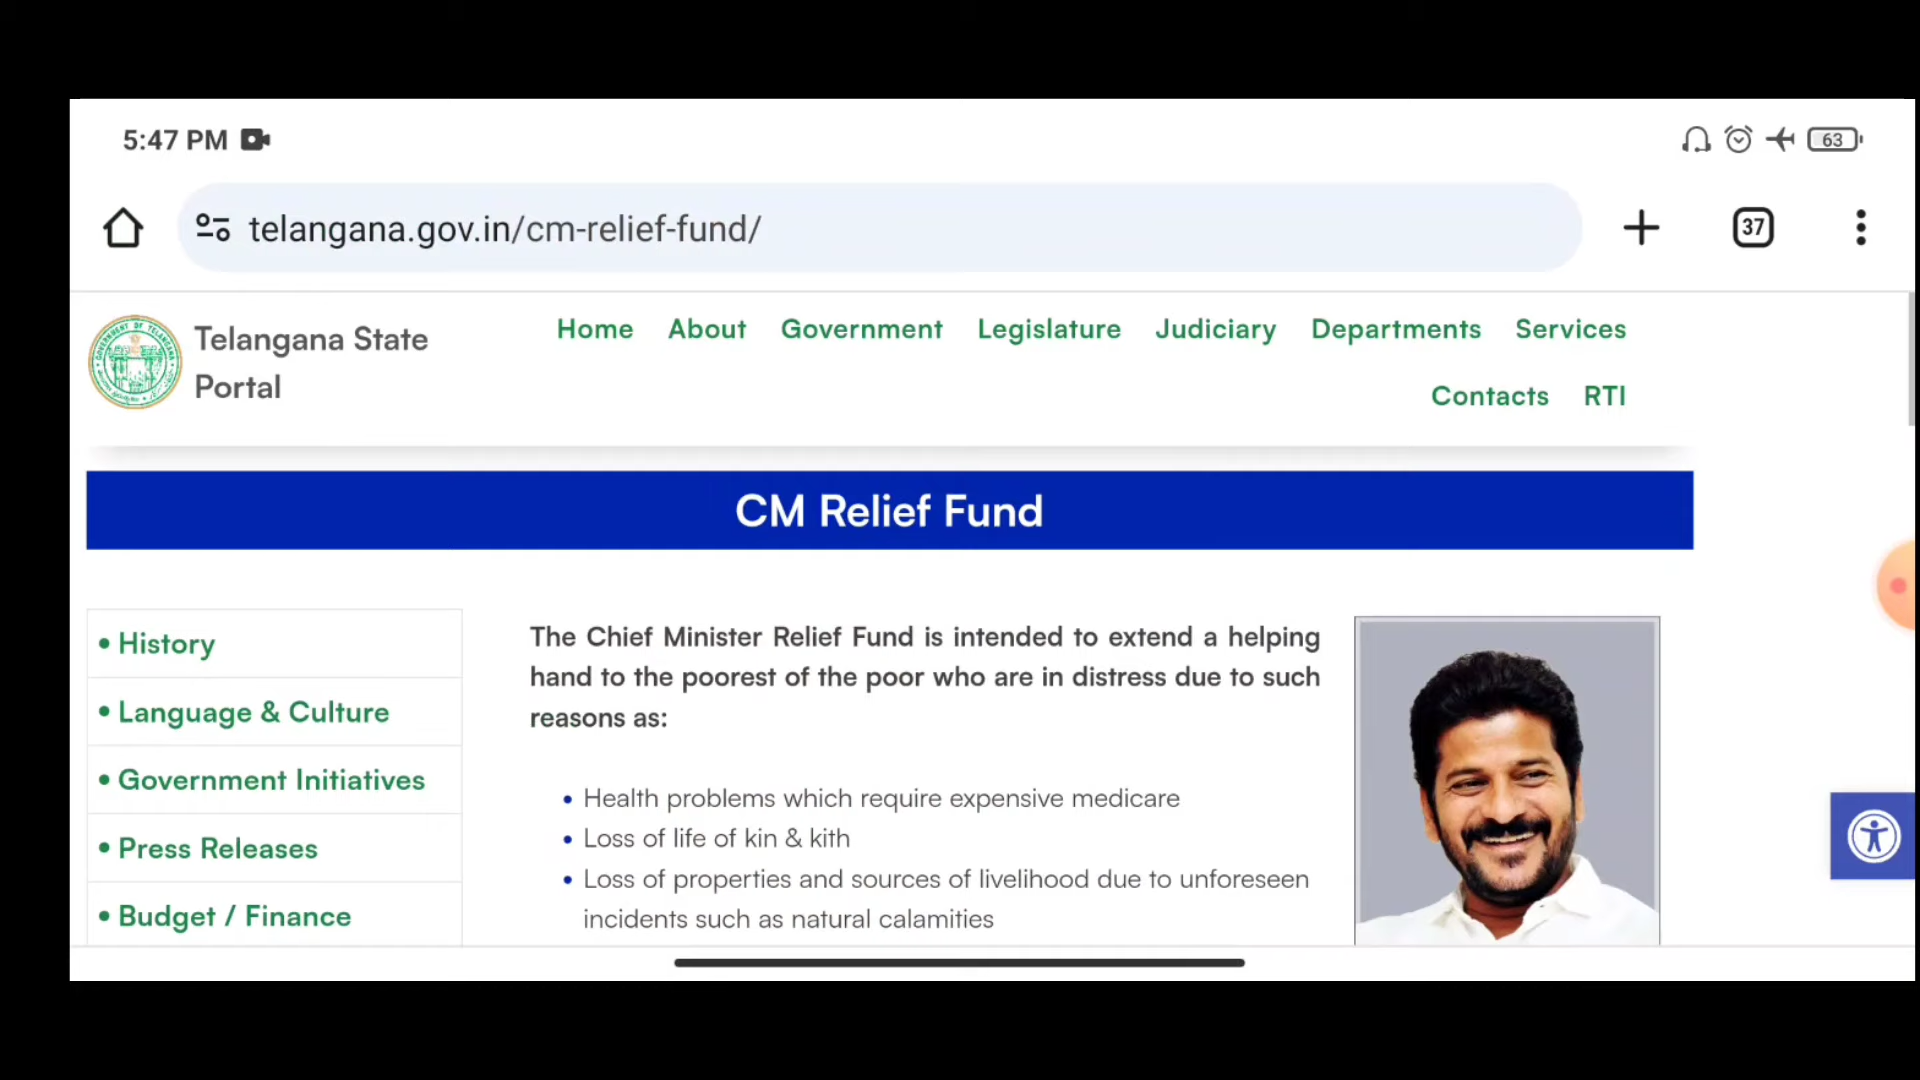 5:47 PM
63
telangana.gov.in/cm-relief-fund/
37
Telangana State
Portal
Home About Government Legislature Judiciary Departments Services
Contacts RTI
CM Relief Fund
• History
• Language & Culture
• Government Initiatives
• Press Releases
• Budget / Finance
The Chief Minister Relief Fund is intended to extend a helping
hand to the poorest of the poor who are in distress due to such
reasons as:
• Health problems which require expensive medicare
• Loss of life of kin & kith
• Loss of properties and sources of livelihood due to unforeseen
incidents such as natural calamities